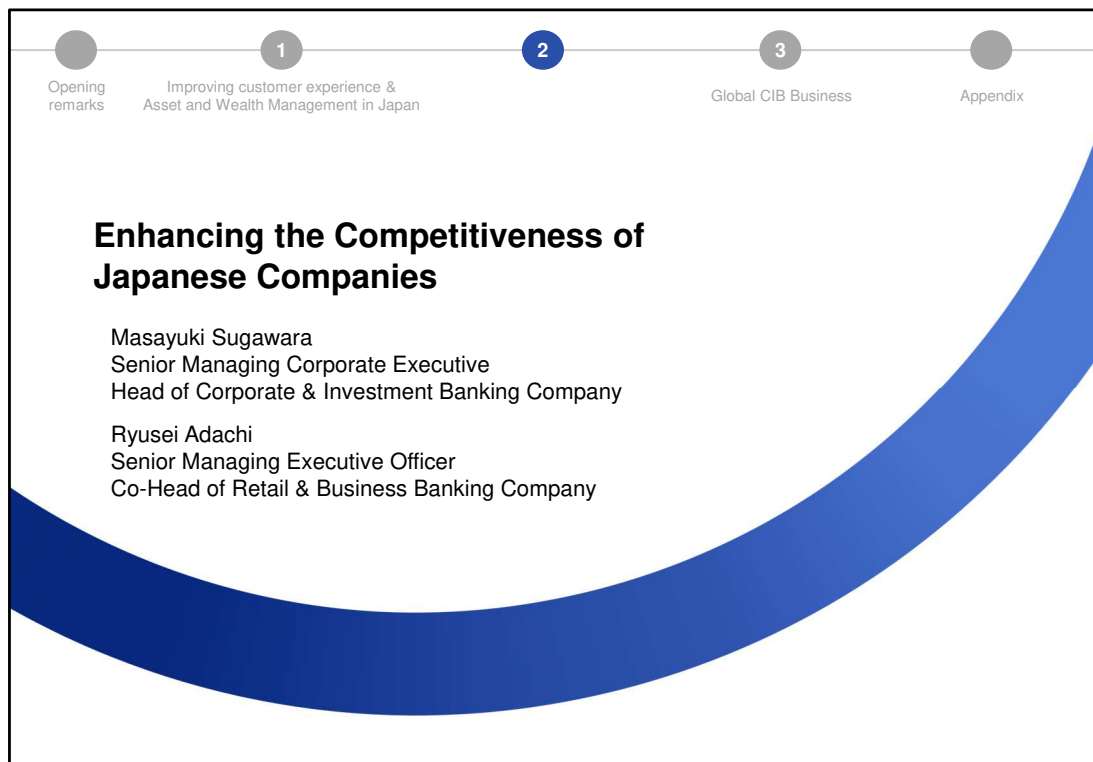 1
2
3
Opening
remarks
Improving customer experience &
Asset and Wealth Management in Japan
Global CIB Business
Appendix
Enhancing the Competitiveness of
Japanese Companies
Masayuki Sugawara
Senior Managing Corporate Executive
Head of Corporate & Investment Banking Company
Ryusei Adachi
Senior Managing Executive Officer
Co-Head of Retail & Business Banking Company